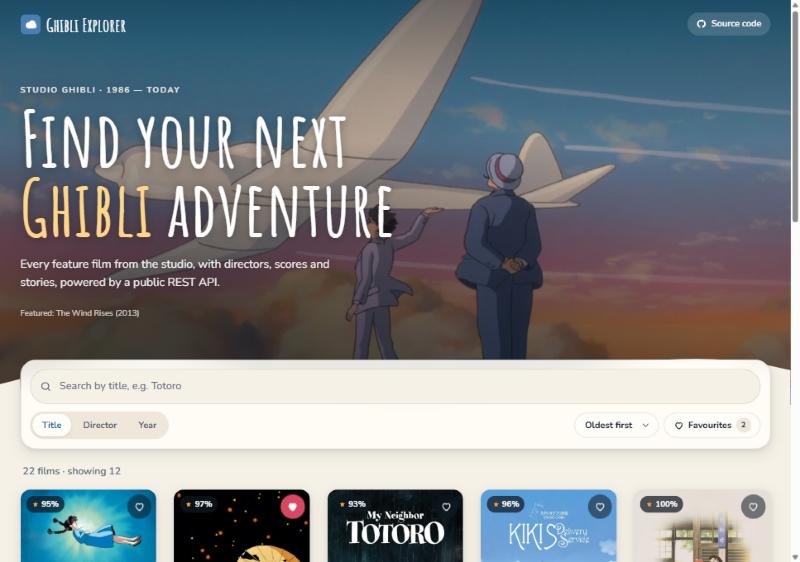 Ghibli Explorer
Source code
STUDIO GHIBLI · 1986 — TODAY
Find your next
Ghibli adventure
Every feature film from the studio, with directors, scores and
stories, powered by a public REST API.
Featured: The Wind Rises (2013)
Search by title, e.g. Totoro
Title Director Year
Oldest first
Favourites 2
22 films · showing 12
★ 95%
★ 97%
★ 93%
★ 96%
★ 100%
My Neighbor
TOTORO
KIKI'S Delivery
Service